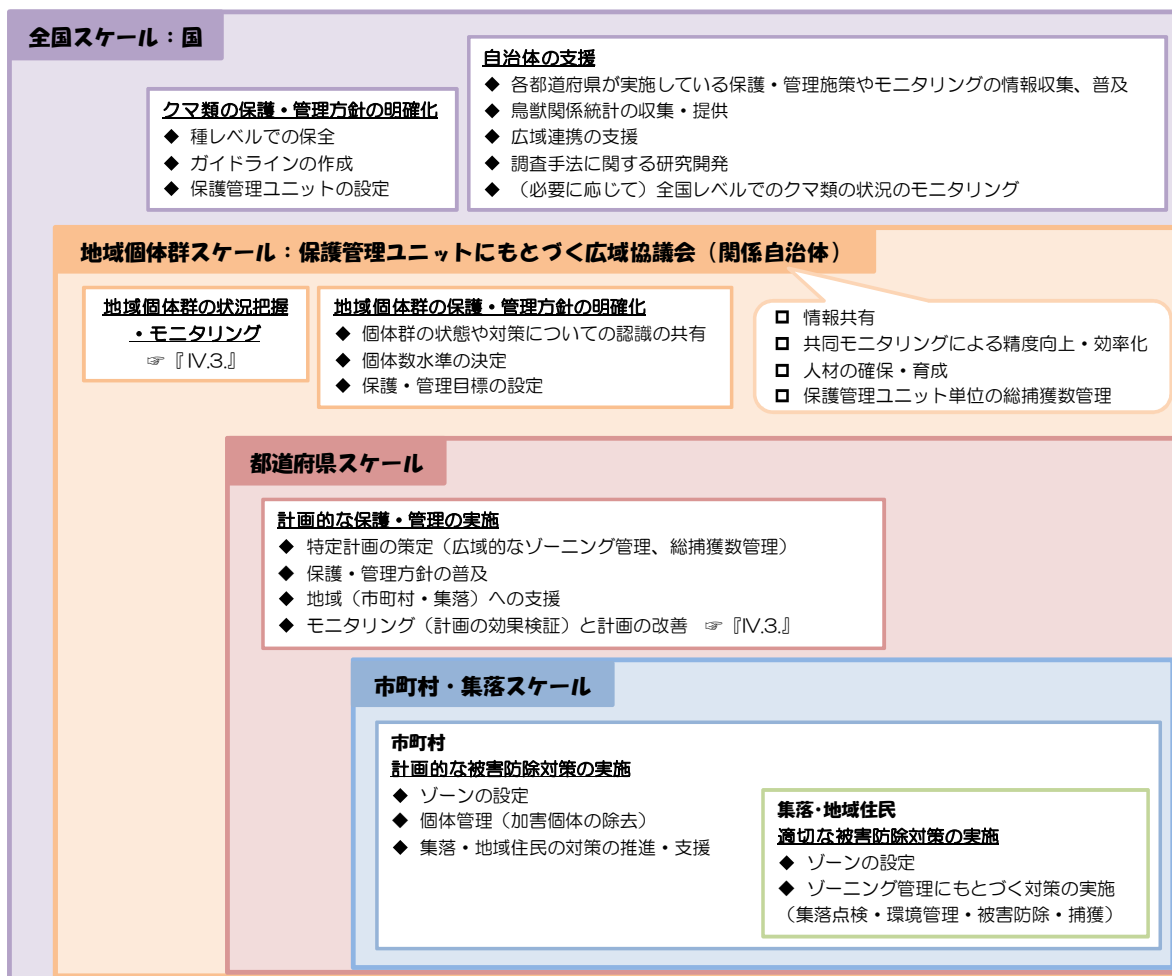 全国スケール：国
クマ類の保護・管理方針の明確化
◆ 種レベルでの保全
◆ ガイドラインの作成
◆ 保護管理ユニットの設定
自治体の支援
◆ 各都道府県が実施している保護・管理施策やモニタリングの情報収集、普及
◆ 鳥獣関係統計の収集・提供
◆ 広域連携の支援
◆ 調査手法に関する研究開発
◆ （必要に応じて）全国レベルでのクマ類の状況のモニタリング
地域個体群スケール：保護管理ユニットにもとづく広域協議会（関係自治体）
地域個体群の状況把握
・モニタリング
☞『Ⅳ.3.』
地域個体群の保護・管理方針の明確化
◆ 個体群の状態や対策についての認識の共有
◆ 個体数水準の決定
◆ 保護・管理目標の設定
□ 情報共有
□ 共同モニタリングによる精度向上・効率化
□ 人材の確保・育成
□ 保護管理ユニット単位の総捕獲数管理
都道府県スケール
計画的な保護・管理の実施
◆ 特定計画の策定（広域的なゾーニング管理、総捕獲数管理）
◆ 保護・管理方針の普及
◆ 地域（市町村・集落）への支援
◆ モニタリング（計画の効果検証）と計画の改善 ☞『Ⅳ.3.』
市町村・集落スケール
市町村
計画的な被害防除対策の実施
◆ ゾーンの設定
◆ 個体管理（加害個体の除去）
◆ 集落・地域住民の対策の推進・支援
集落・地域住民
適切な被害防除対策の実施
◆ ゾーンの設定
◆ ゾーニング管理にもとづく対策の実施
（集落点検・環境管理・被害防除・捕獲）